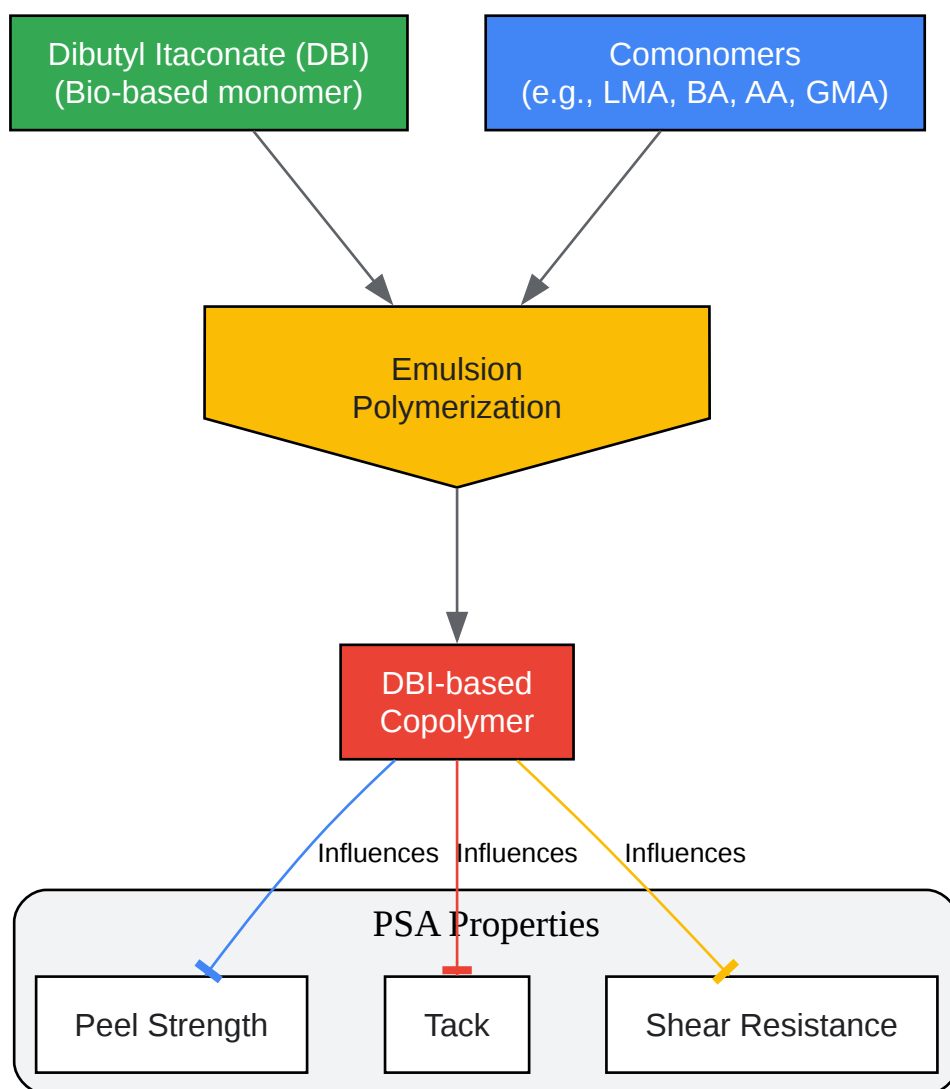 Dibutyl Itaconate (DBI)
(Bio-based monomer)
Comonomers
(e.g., LMA, BA, AA, GMA)
Emulsion
Polymerization
DBI-based
Copolymer
Influences
Influences
Influences
PSA Properties
Peel Strength
Tack
Shear Resistance